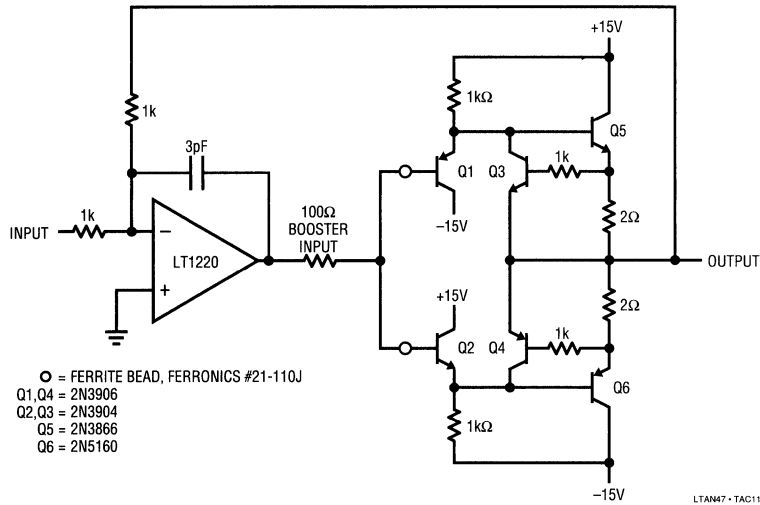 +15V
1k
1kΩ
Q5
3pF
Q1
Q3
1k
100Ω
BOOSTER
INPUT
2Ω
–15V
INPUT
1k
–
LT1220
+
OUTPUT
+15V
2Ω
1k
Q2
Q4
Q6
= FERRITE BEAD, FERRONICS #21-110J
Q1,Q4 = 2N3906
Q2,Q3 = 2N3904
Q5 = 2N3866
Q6 = 2N5160
1kΩ
–15V
LTAN47 • TAC11